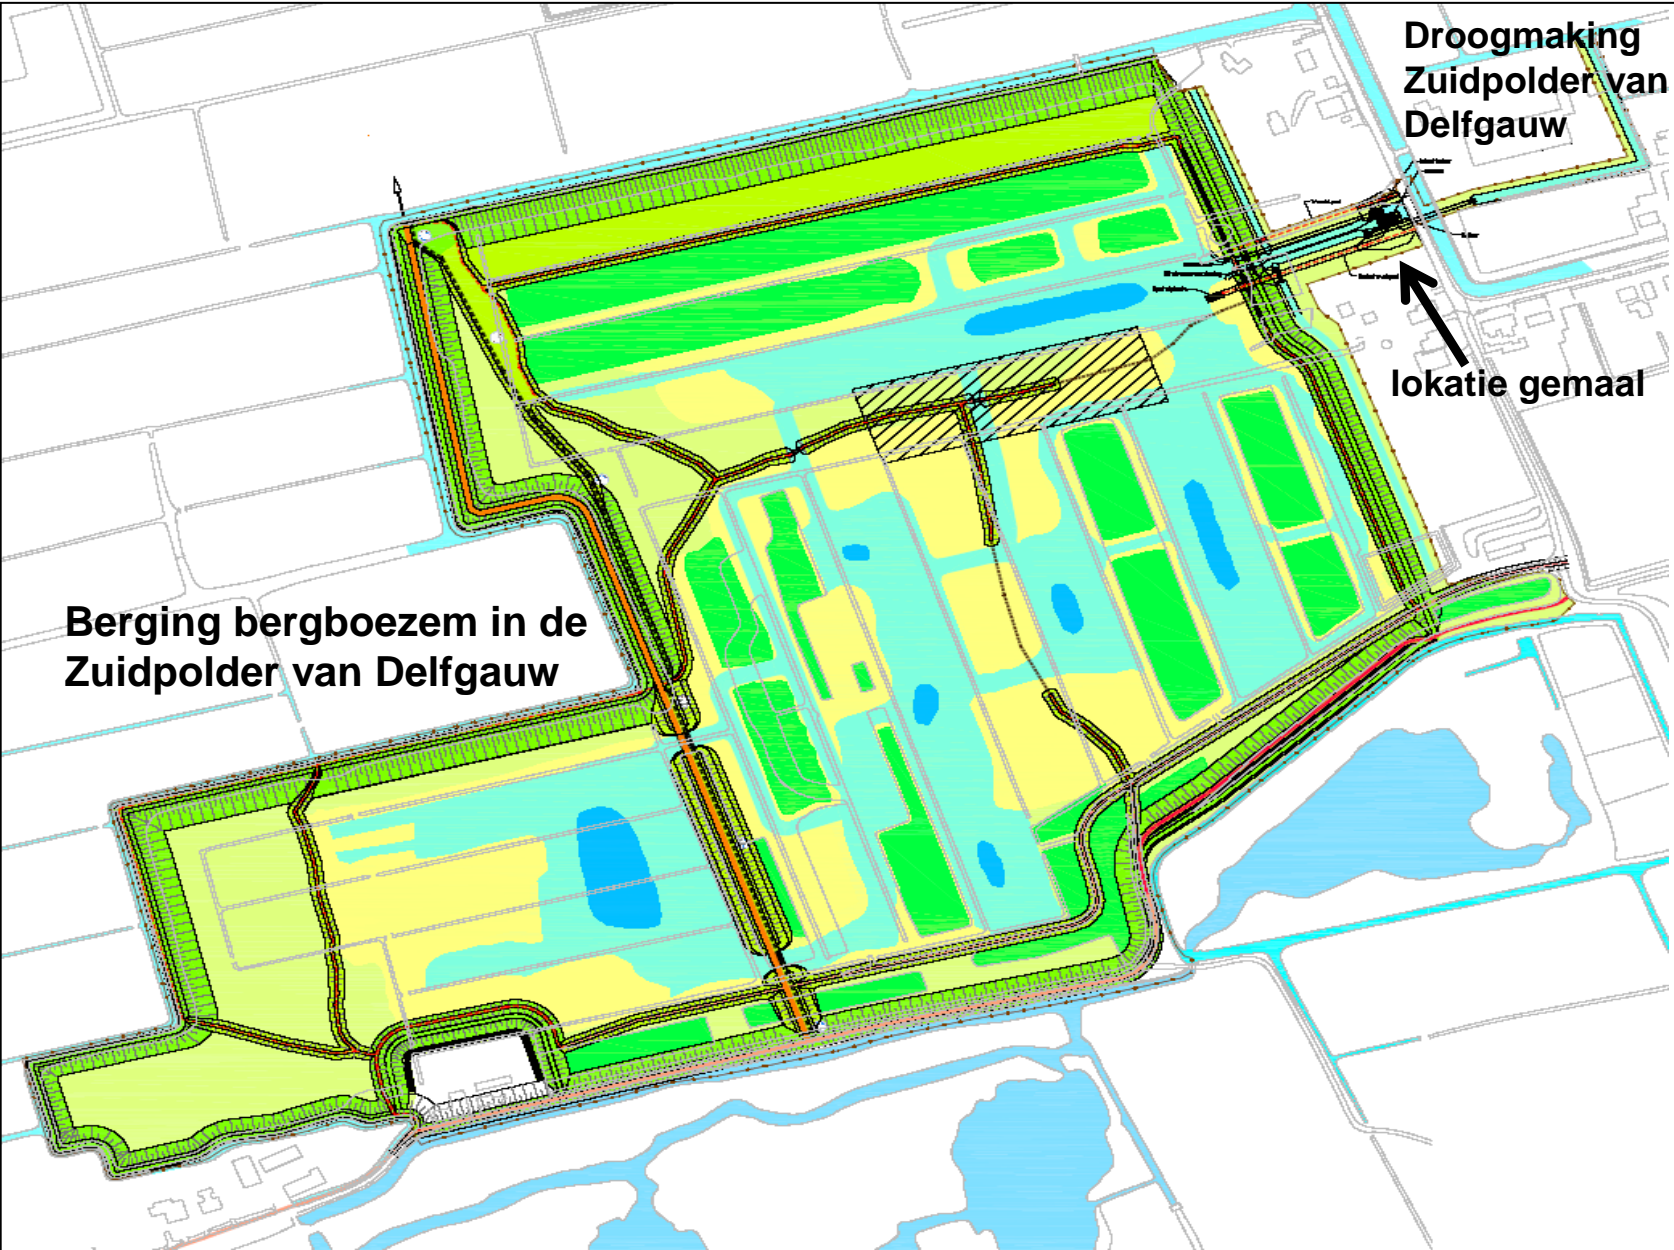 Droogmaking
Zuidpolder van
Delfgauw
lokatie gemaal
Berging bergboezem in de
Zuidpolder van Delfgauw